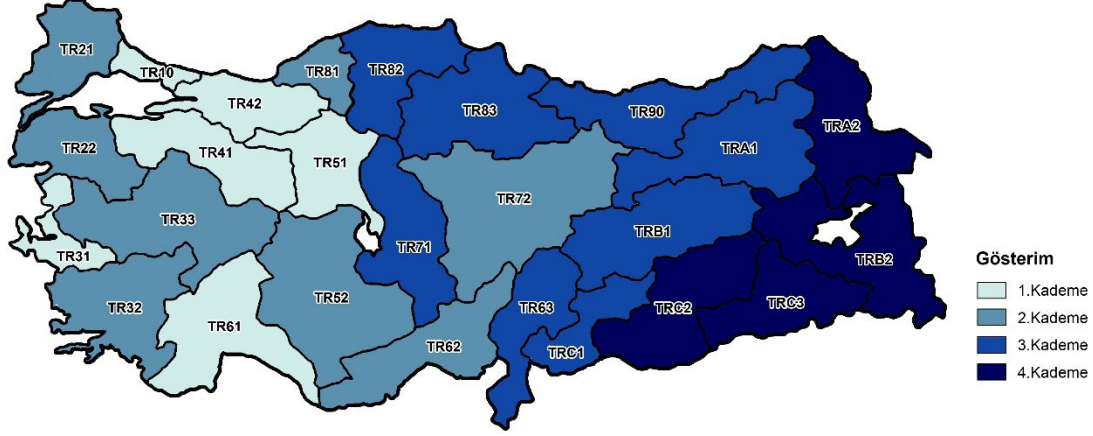 TR21
TR10
TR81
TR82
TR42
TR83
TR90
TRA2
TR22
TR41
TR51
TRA1
TR72
TR33
TRB1
TR31
TR71
TRB2
TR32
TR52
TR63
TRC2
TRC3
TR61
TR62
TRC1
Gösterim
1.Kademe
2.Kademe
3.Kademe
4.Kademe